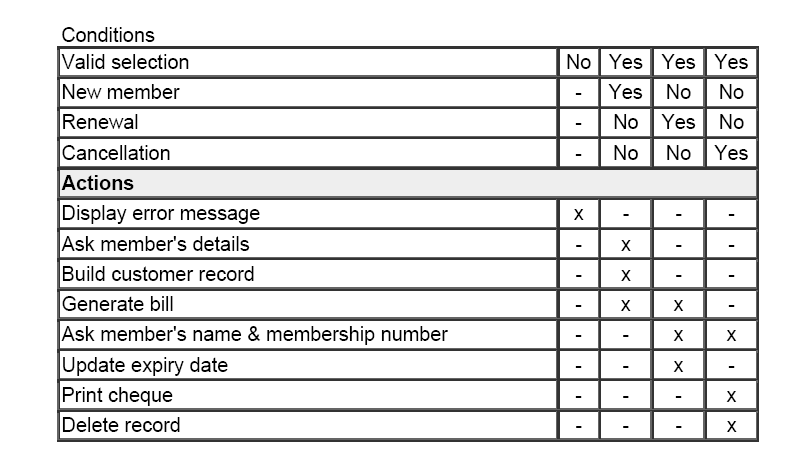 Conditions
Valid selection No Yes Yes Yes
New member - Yes No No
Renewal - No Yes No
Cancellation - No No Yes
Actions
Display error message x - - -
Ask member's details - x - -
Build customer record - x - -
Generate bill - x x -
Ask member's name & membership number - - x x
Update expiry date - - x -
Print cheque - - - x
Delete record - - - x